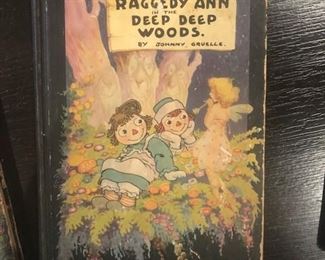 RAGGEDY ANN
IN THE
DEEP DEEP
WOODS.
BY JOHNNY GRUELLE.